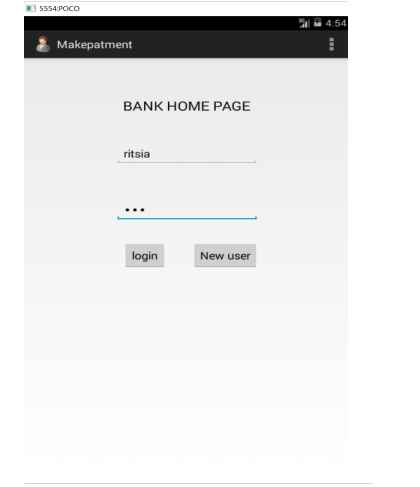 5554:POCO
4:54
Makepatment
BANK HOME PAGE
ritsia
•••
login New user